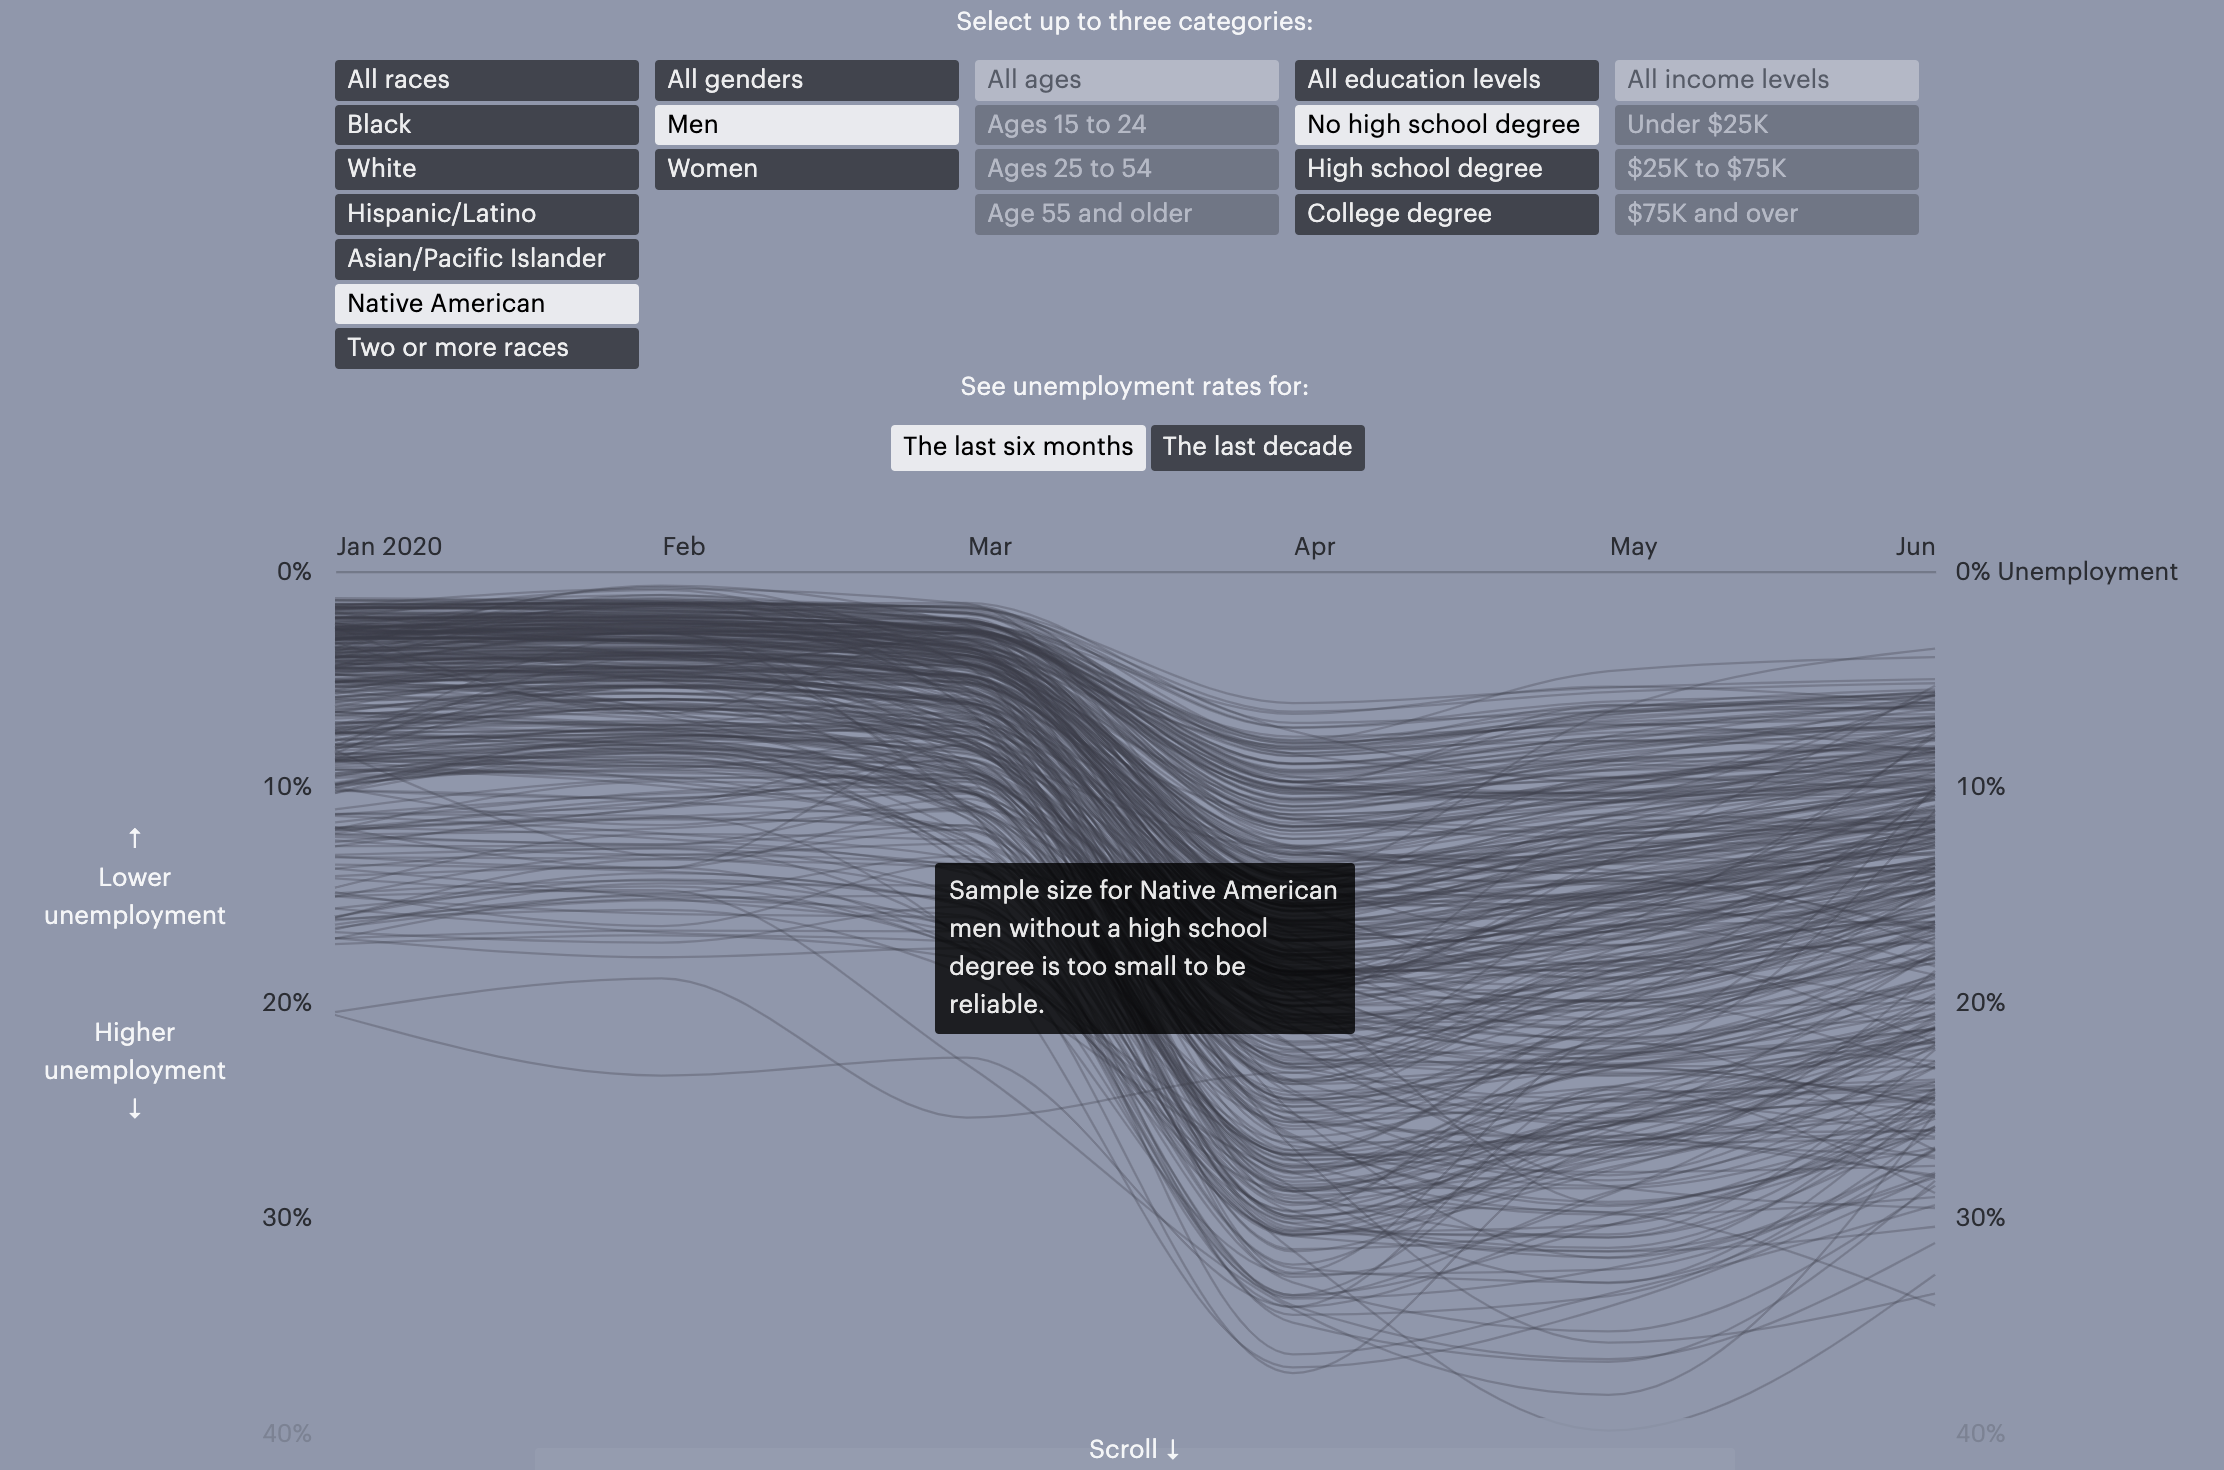 Select up to three categories:
All races
Black
White
Hispanic/Latino
Asian/Pacific Islander
Native American
Two or more races
All genders
Men
Women
All ages
Ages 15 to 24
Ages 25 to 54
Age 55 and older
All education levels
No high school degree
High school degree
College degree
All income levels
Under $25K
$25K to $75K
$75K and over
See unemployment rates for:
The last six months
The last decade
Jan 2020
Feb
Mar
Apr
May
Jun
0%
0% Unemployment
10%
10%
↑
Lower
unemployment
20%
20%
Higher
unemployment
↓
Sample size for Native American
men without a high school
degree is too small to be
reliable.
30%
30%
40%
40%
Scroll ↓